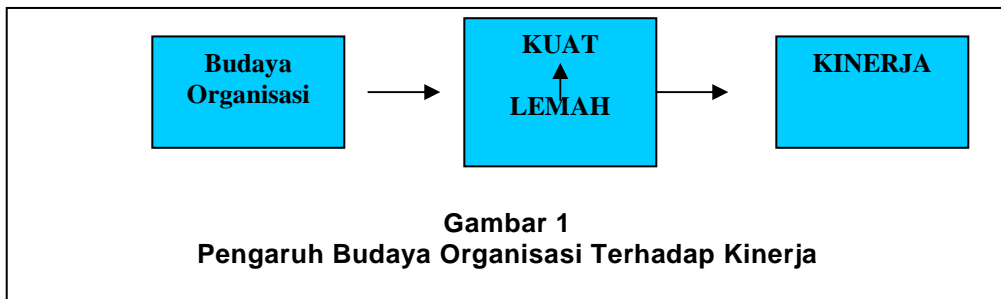 Budaya
Organisasi
KUAT
LEMAH
KINERJA
Gambar 1
Pengaruh Budaya Organisasi Terhadap Kinerja